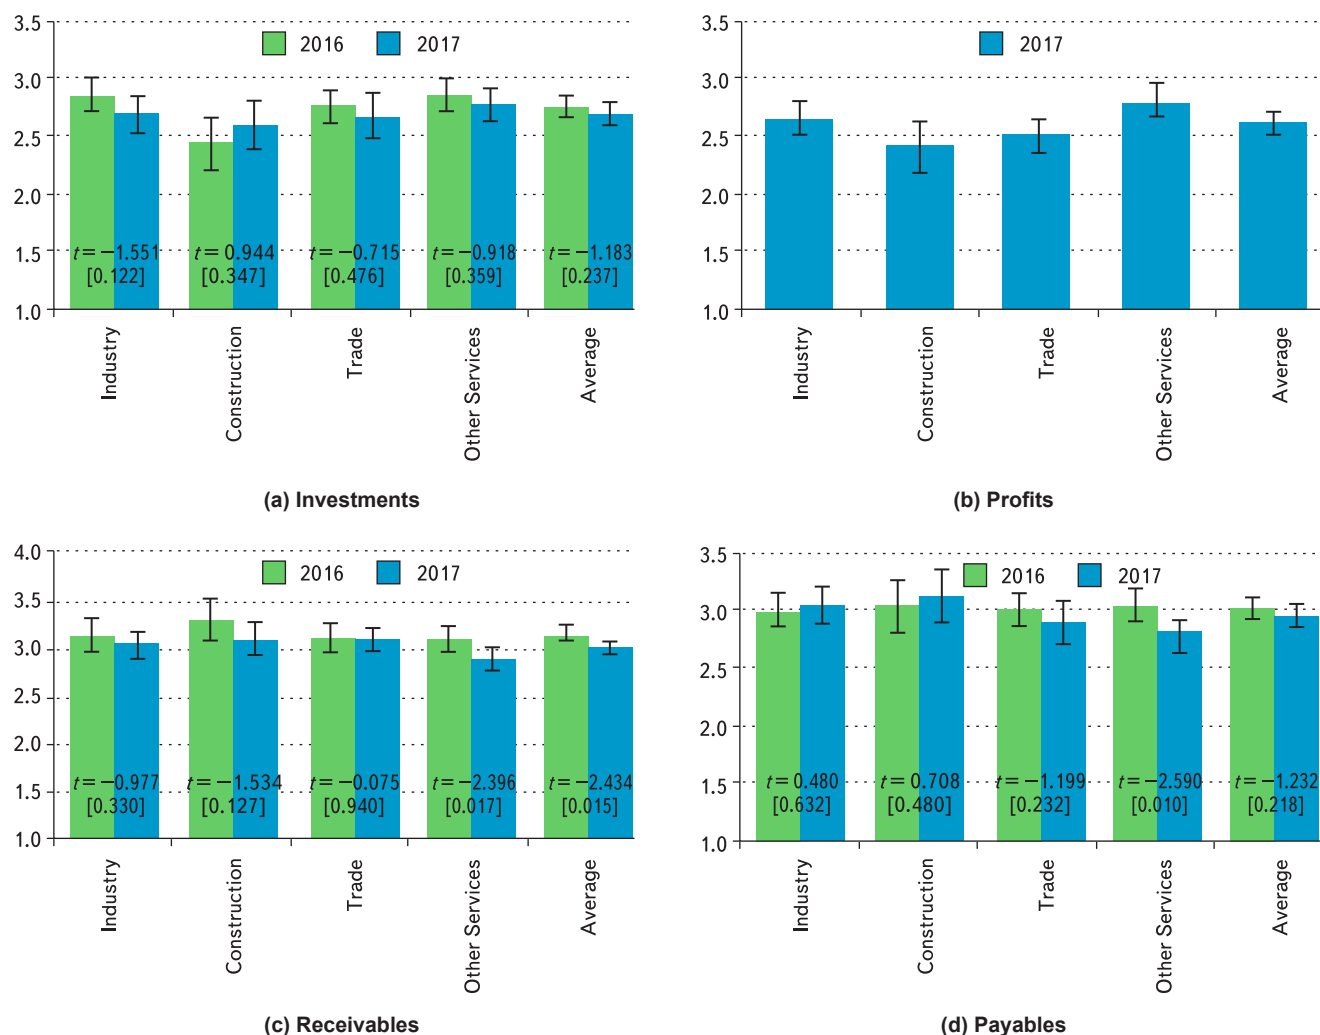 3.5
3.0
2.5
2.0
1.5
1.0
2016 2017
t=−1.551 t=0.944 t=−0.715 t=−0.918 t=−1.183
[0.122] [0.347] [0.476] [0.359] [0.237]
Industry
Construction
Trade
Other Services
Average
(a) Investments
3.5
3.0
2.5
2.0
1.5
1.0
2017
Industry
Construction
Trade
Other Services
Average
(b) Profits
4.0
3.5
3.0
2.5
2.0
1.5
1.0
2016 2017
t=−0.977 t=−1.534 t=−0.075 t=−2.396 t=−2.434
[0.330] [0.127] [0.940] [0.017] [0.015]
Industry
Construction
Trade
Other Services
Average
(c) Receivables
3.5
3.0
2.5
2.0
1.5
1.0
2016 2017
t=0.480 t=0.708 t=−1.199 t=−2.590 t=−1.232
[0.632] [0.480] [0.232] [0.010] [0.218]
Industry
Construction
Trade
Other Services
Average
(d) Payables